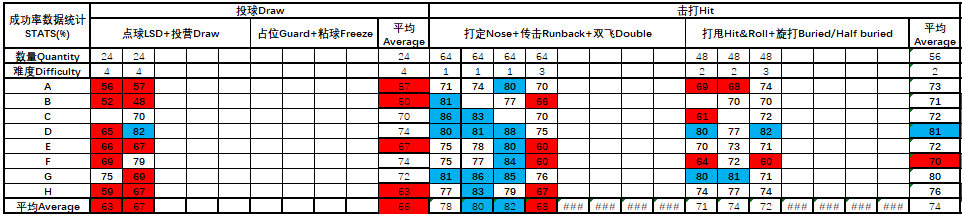 成功率数据统计 STATS(%) 投球Draw 击打Hit
点球LSD+投营Draw 占位Guard+粘球Freeze 平均Average 打定Nose+传击Runback+双飞Double 打甩Hit&Roll+旋打Buried/Half buried 平均Average
数量Quantity 24 24 24 64 64 64 64 48 48 48 56
难度Difficulty 4 4 4 1 1 1 3 2 2 3 2
A 56 57 57 71 74 80 70 69 68 74 73
B 52 48 50 81 77 66 70 70 71
C 70 70 86 83 70 61 72 72
D 65 82 74 80 81 88 75 80 77 82 81
E 66 67 67 75 78 80 60 70 73 71 72
F 69 79 74 75 77 84 60 64 72 60 70
G 75 69 72 81 86 85 76 80 81 71 80
H 59 67 63 77 83 79 67 74 77 74 76
平均Average 63 67 66 78 80 82 68 ### ### ### ### 71 74 72 ### ### ### ### 74